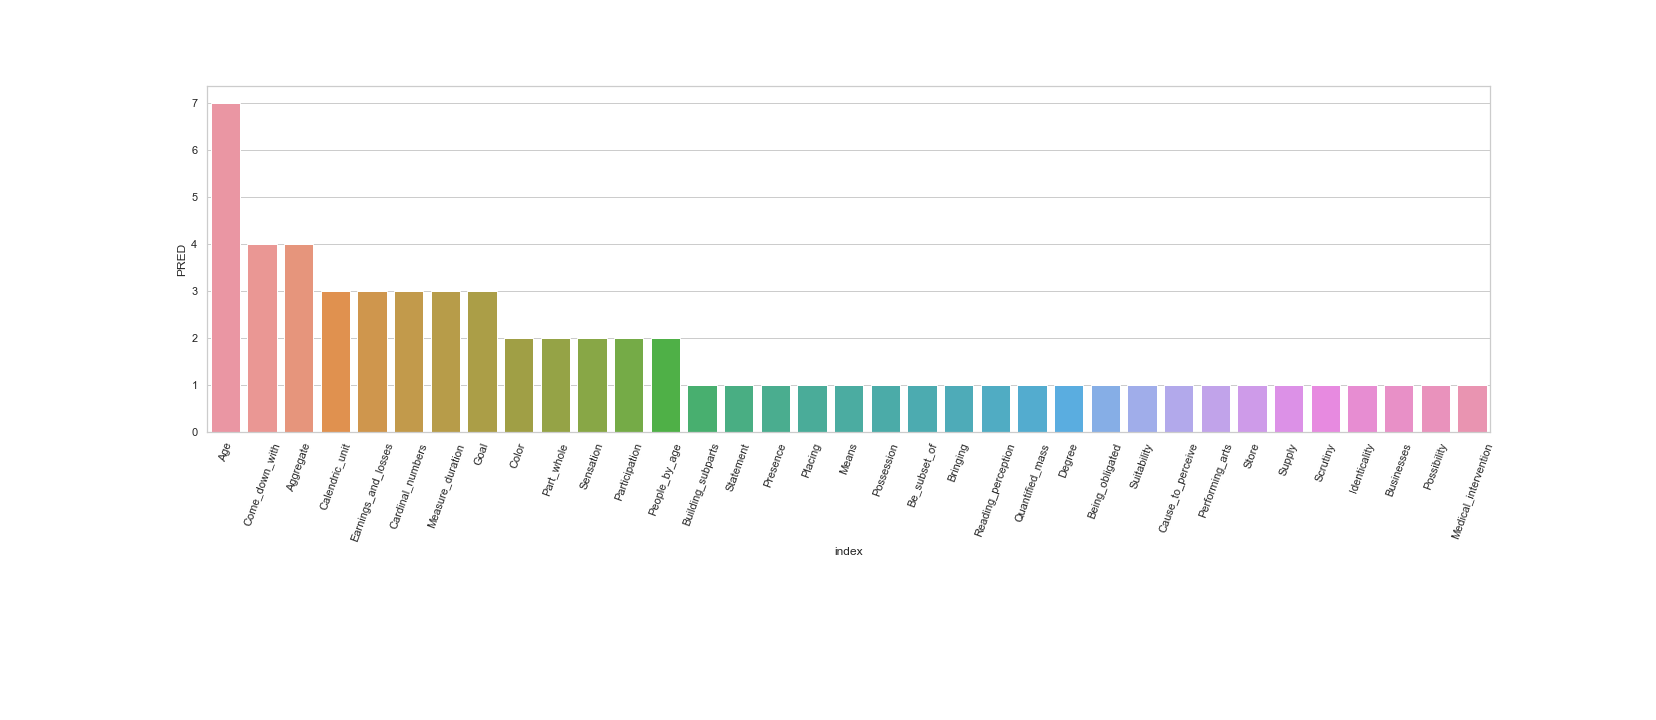 7
6
5
4
3
2
1
0
PRED
Age
Come_down_with
Aggregate
Calendric_unit
Earnings_and_losses
Cardinal_numbers
Measure_duration
Goal
Color
Part_whole
Sensation
Participation
People_by_age
Building_subparts
Statement
Presence
Placing
Means
Possession
Be_subset_of
Bringing
Reading_perception
Quantified_mass
Degree
Being_obligated
Suitability
Cause_to_perceive
Performing_arts
Store
Supply
Scrutiny
Identicality
Businesses
Possibility
Medical_intervention
index